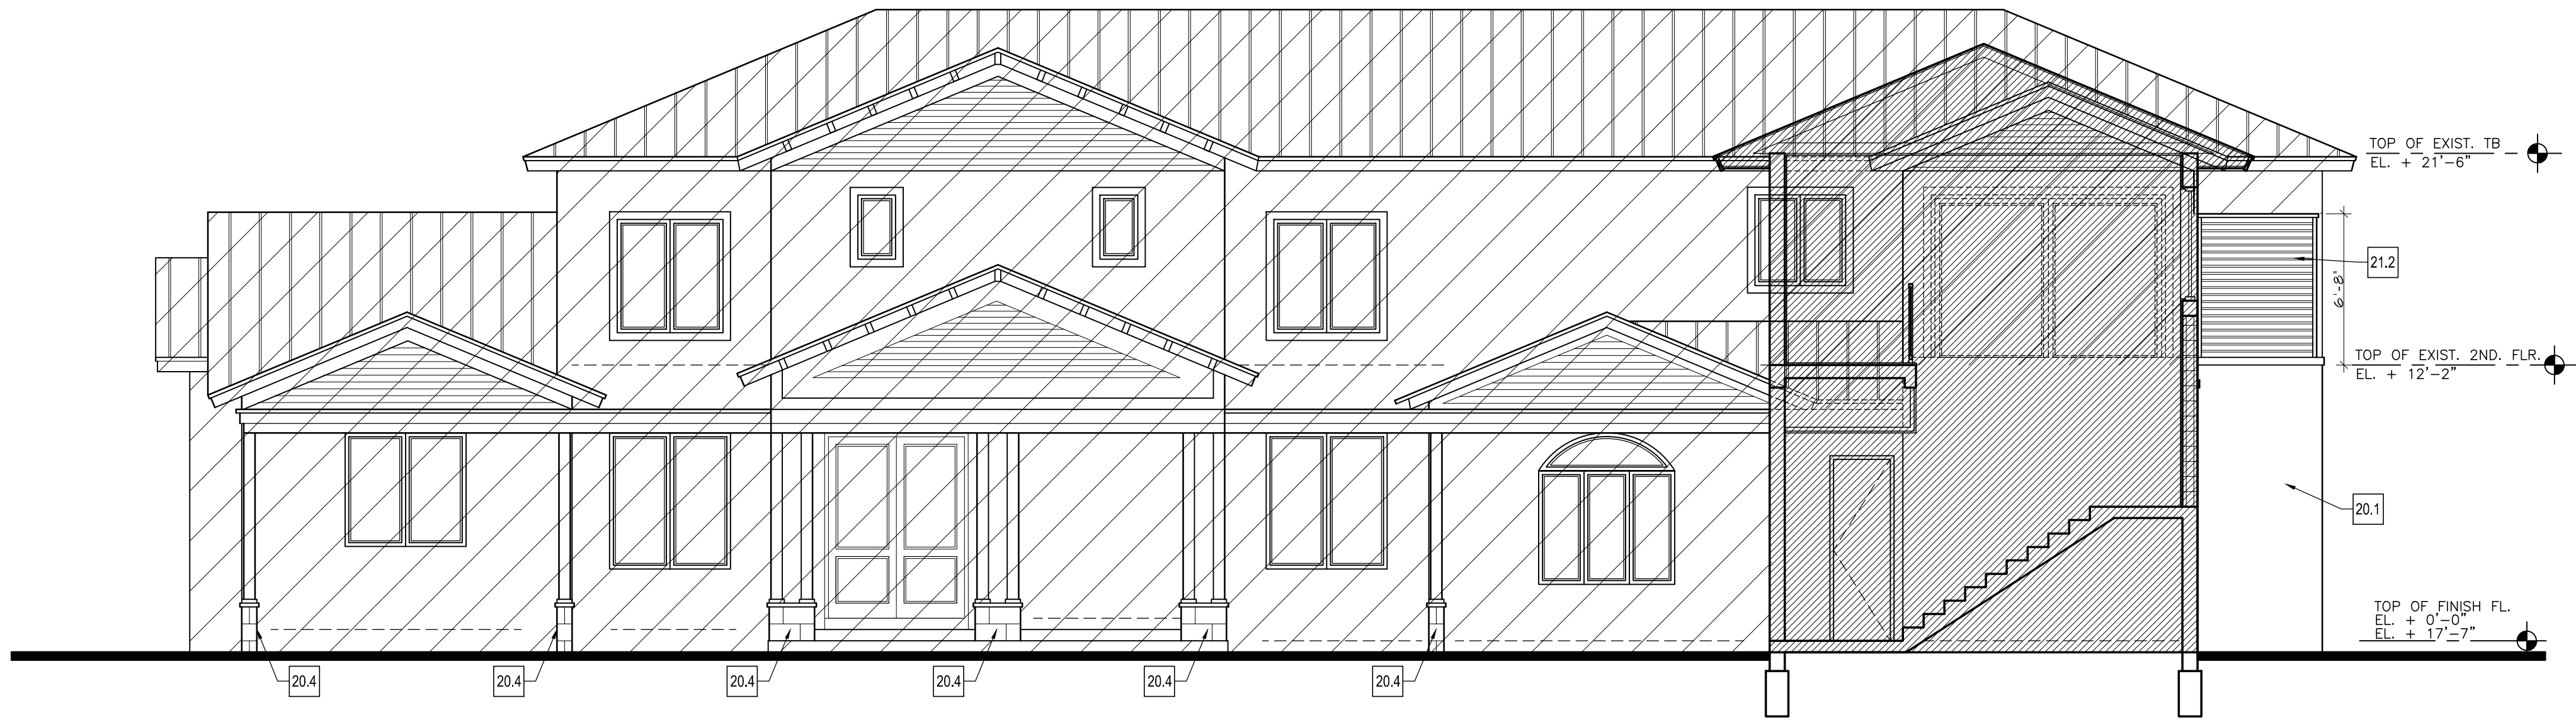 TOP OF EXIST. TB
EL. + 21'-6"
21.2
6'-8"
TOP OF EXIST. 2ND. FLR.
EL. + 12'-2"
20.1
TOP OF FINISH FL.
EL. + 0'-0"
EL. + 17'-7"
20.4
20.4
20.4
20.4
20.4
20.4